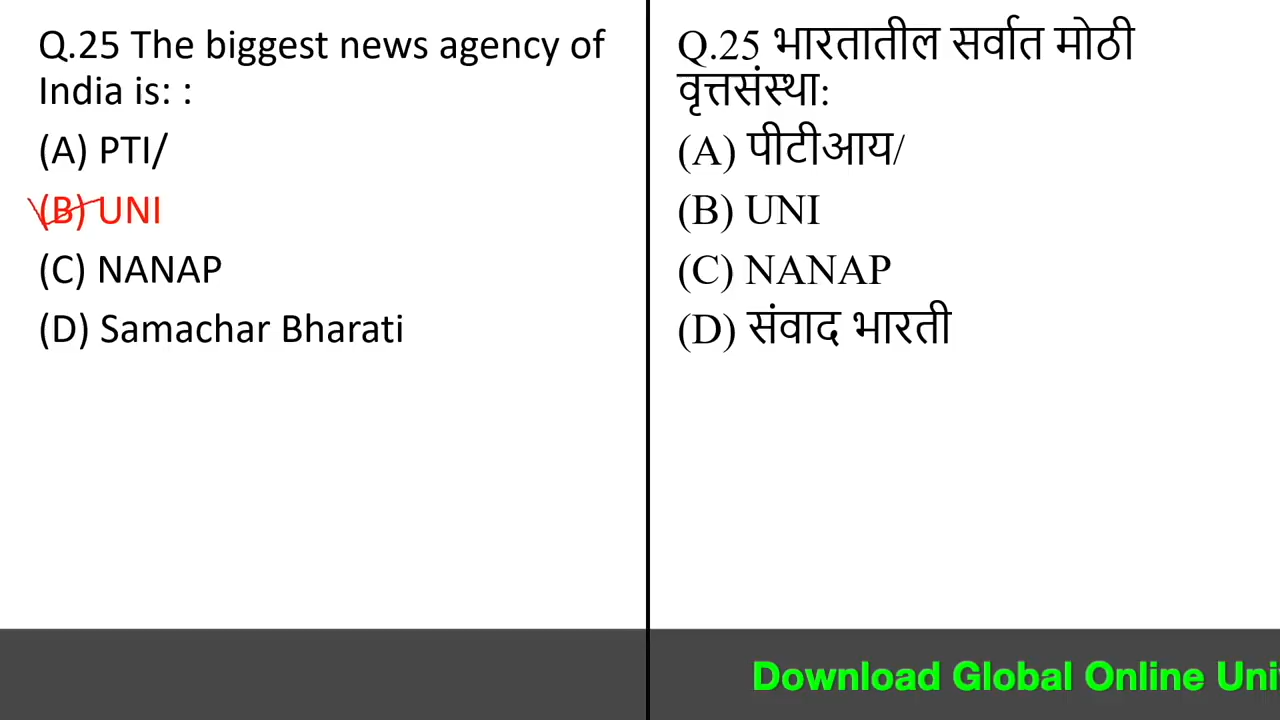 Q.25 The biggest news agency of
India is: :
(A) PTI/
(B) UNI
(C) NANAP
(D) Samachar Bharati
Q.25 भारतातील सर्वात मोठी
वृत्तसंस्था:
(A) पीटीआय/
(B) UNI
(C) NANAP
(D) संवाद भारती
Download Global Online Uni